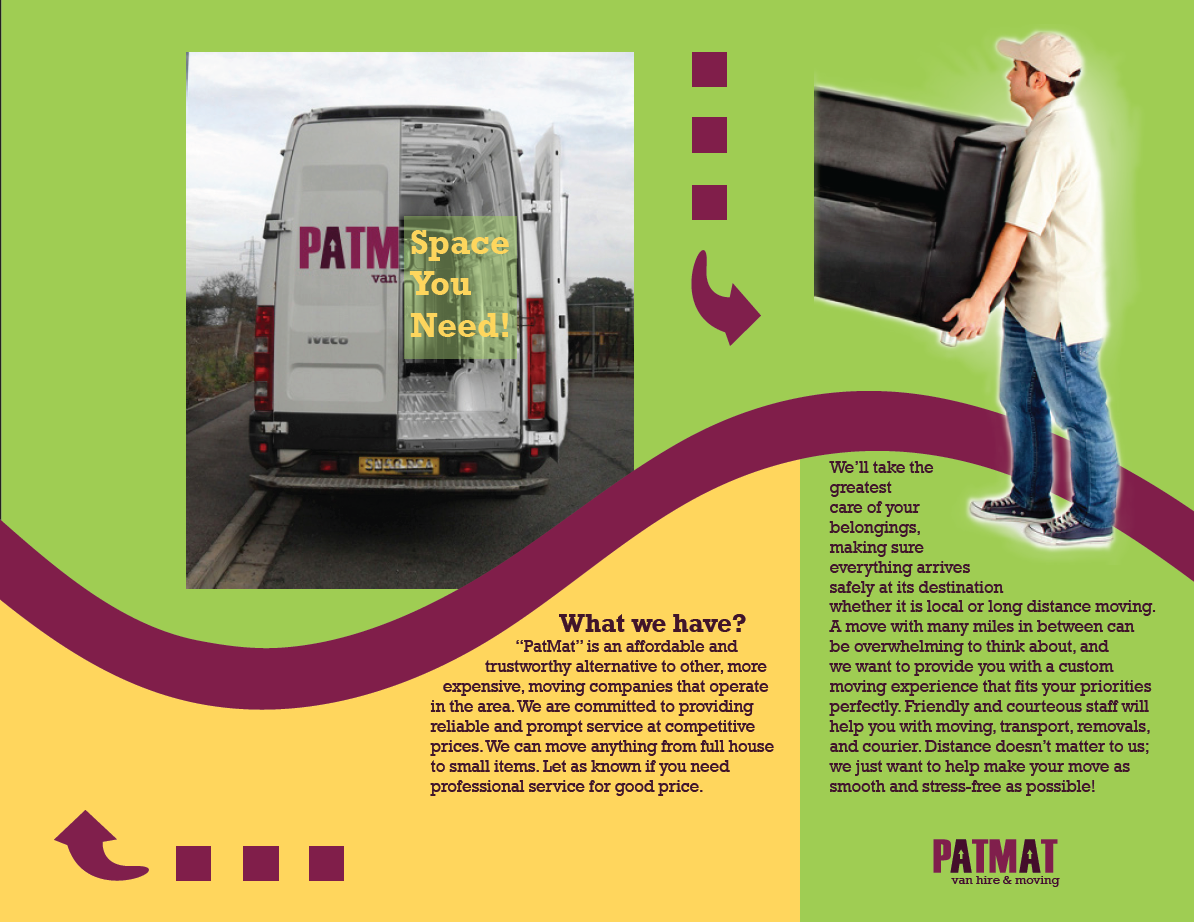 PATM
van
Space
You
Need!
IVECO
What we have?
“PatMat” is an affordable and
trustworthy alternative to other, more
expensive, moving companies that operate
in the area. We are committed to providing
reliable and prompt service at competitive
prices. We can move anything from full house
to small items. Let as known if you need
professional service for good price.
We’ll take the
greatest
care of your
belongings,
making sure
everything arrives
safely at its destination
whether it is local or long distance moving.
A move with many miles in between can
be overwhelming to think about, and
we want to provide you with a custom
moving experience that fits your priorities
perfectly. Friendly and courteous staff will
help you with moving, transport, removals,
and courier. Distance doesn’t matter to us;
we just want to help make your move as
smooth and stress-free as possible!
PATMAT
van hire & moving